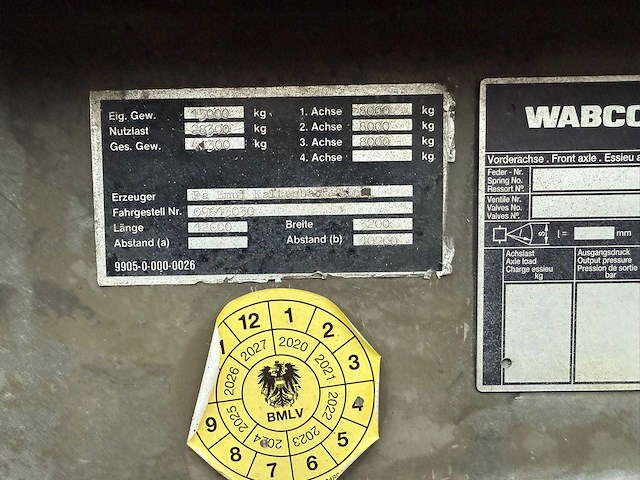 Eig. Gew. 13000 kg 1. Achse 8000 kg
Nutzlast 28300 kg 2. Achse 8000 kg
Ges. Gew. 300 kg 3. Achse 8000 kg
4. Achse kg
Erzeuger
Fahrgestell Nr.
Länge Breite
Abstand (a) Abstand (b)
9905-0-000-0026
WABCO
Vorderachse . Front axle . Essieu
Feder - Nr.
Spring No.
Ressort N°
Ventile Nr.
Valves No.
Valves N°.
S l = mm
Achslast
Axle load
Charge essieu
kg
Ausgangsdruck
Output pressure
Pression de sortie
bar
12 1 2 3 4 5 6 7 8 9
2020 2021 2022 2023 2024 2025 2026 2027
BMLV